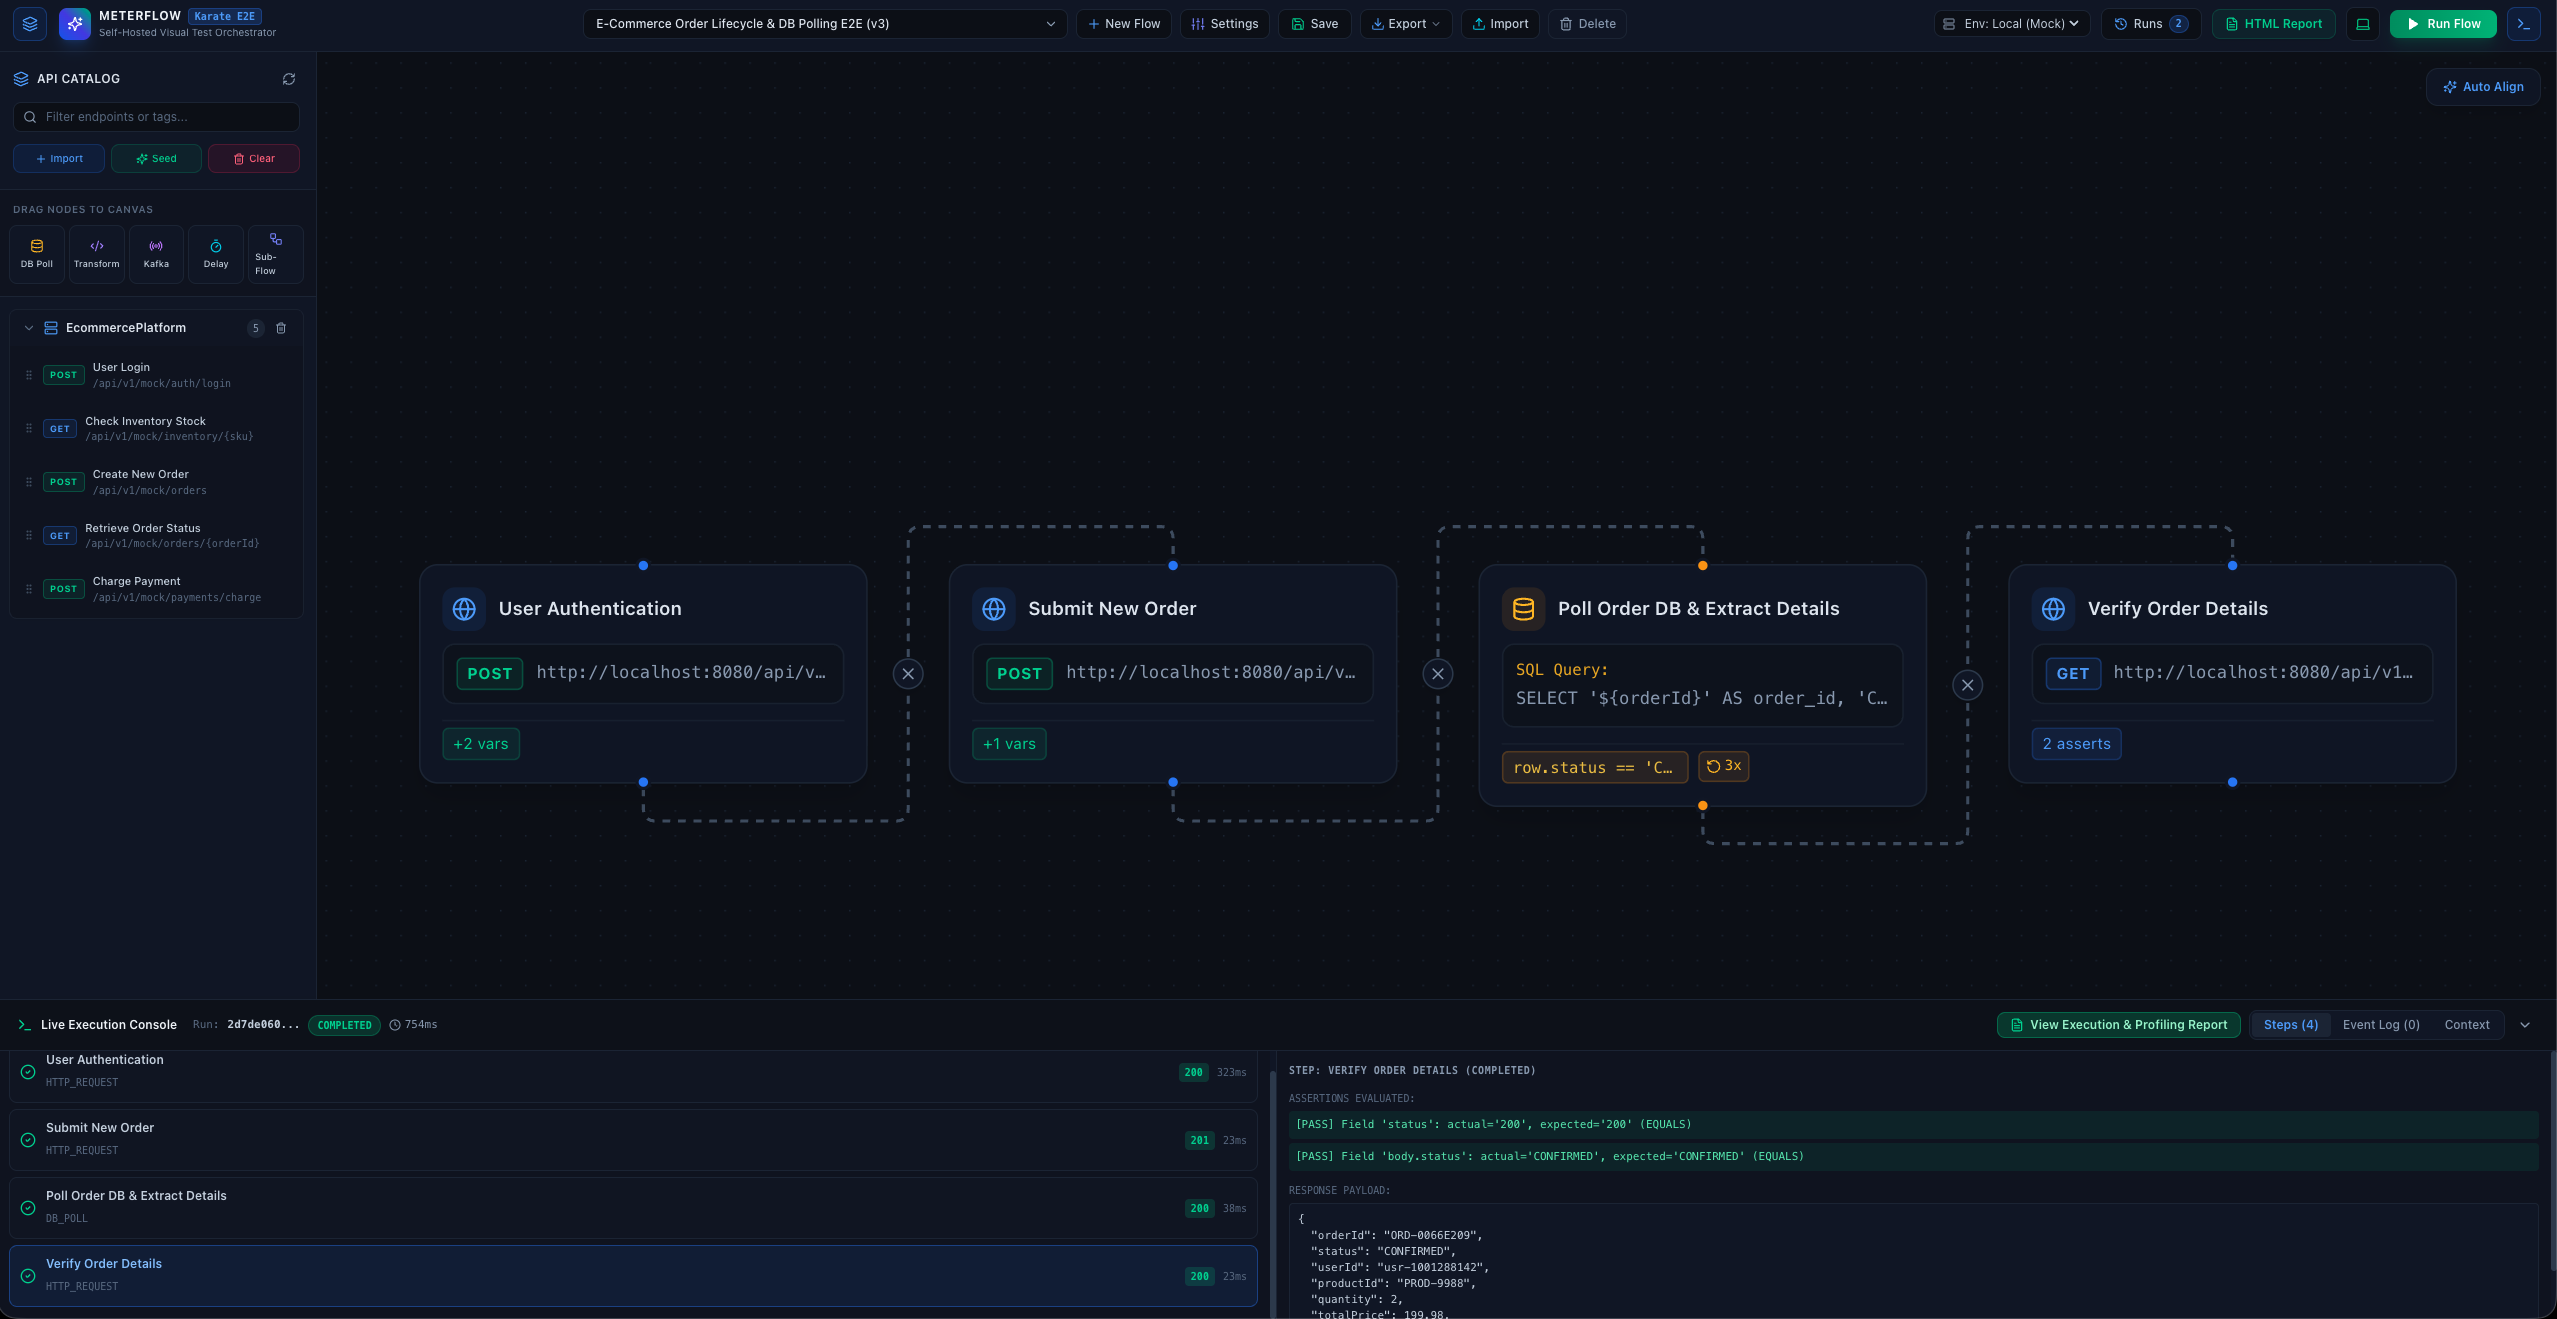 METERFLOW Karate E2E
Self-Hosted Visual Test Orchestrator
E-Commerce Order Lifecycle & DB Polling E2E (v3)
New Flow
Settings
Save
Export
Import
Delete
Env: Local (Mock)
Runs 2
HTML Report
Run Flow
API CATALOG
Filter endpoints or tags...
Import
Seed
Clear
DRAG NODES TO CANVAS
DB Poll
Transform
Kafka
Delay
Sub-
Flow
EcommercePlatform 5
POST User Login
/api/v1/mock/auth/login
GET Check Inventory Stock
/api/v1/mock/inventory/{sku}
POST Create New Order
/api/v1/mock/orders
GET Retrieve Order Status
/api/v1/mock/orders/{orderId}
POST Charge Payment
/api/v1/mock/payments/charge
Auto Align
User Authentication
POST http://localhost:8080/api/v…
+2 vars
Submit New Order
POST http://localhost:8080/api/v…
+1 vars
Poll Order DB & Extract Details
SQL Query:
SELECT '${orderId}' AS order_id, 'C…
row.status == 'C… 3x
Verify Order Details
GET http://localhost:8080/api/v1…
2 asserts
Live Execution Console Run: 2d7de060... COMPLETED 754ms
View Execution & Profiling Report
Steps (4)
Event Log (0)
Context
User Authentication
HTTP_REQUEST
200 323ms
Submit New Order
HTTP_REQUEST
201 23ms
Poll Order DB & Extract Details
DB_POLL
200 38ms
Verify Order Details
HTTP_REQUEST
200 23ms
STEP: VERIFY ORDER DETAILS (COMPLETED)
ASSERTIONS EVALUATED:
[PASS] Field 'status': actual='200', expected='200' (EQUALS)
[PASS] Field 'body.status': actual='CONFIRMED', expected='CONFIRMED' (EQUALS)
RESPONSE PAYLOAD:
{
"orderId": "ORD-0066E209",
"status": "CONFIRMED",
"userId": "usr-1001288142",
"productId": "PROD-9988",
"quantity": 2,
"totalPrice": 199.98,